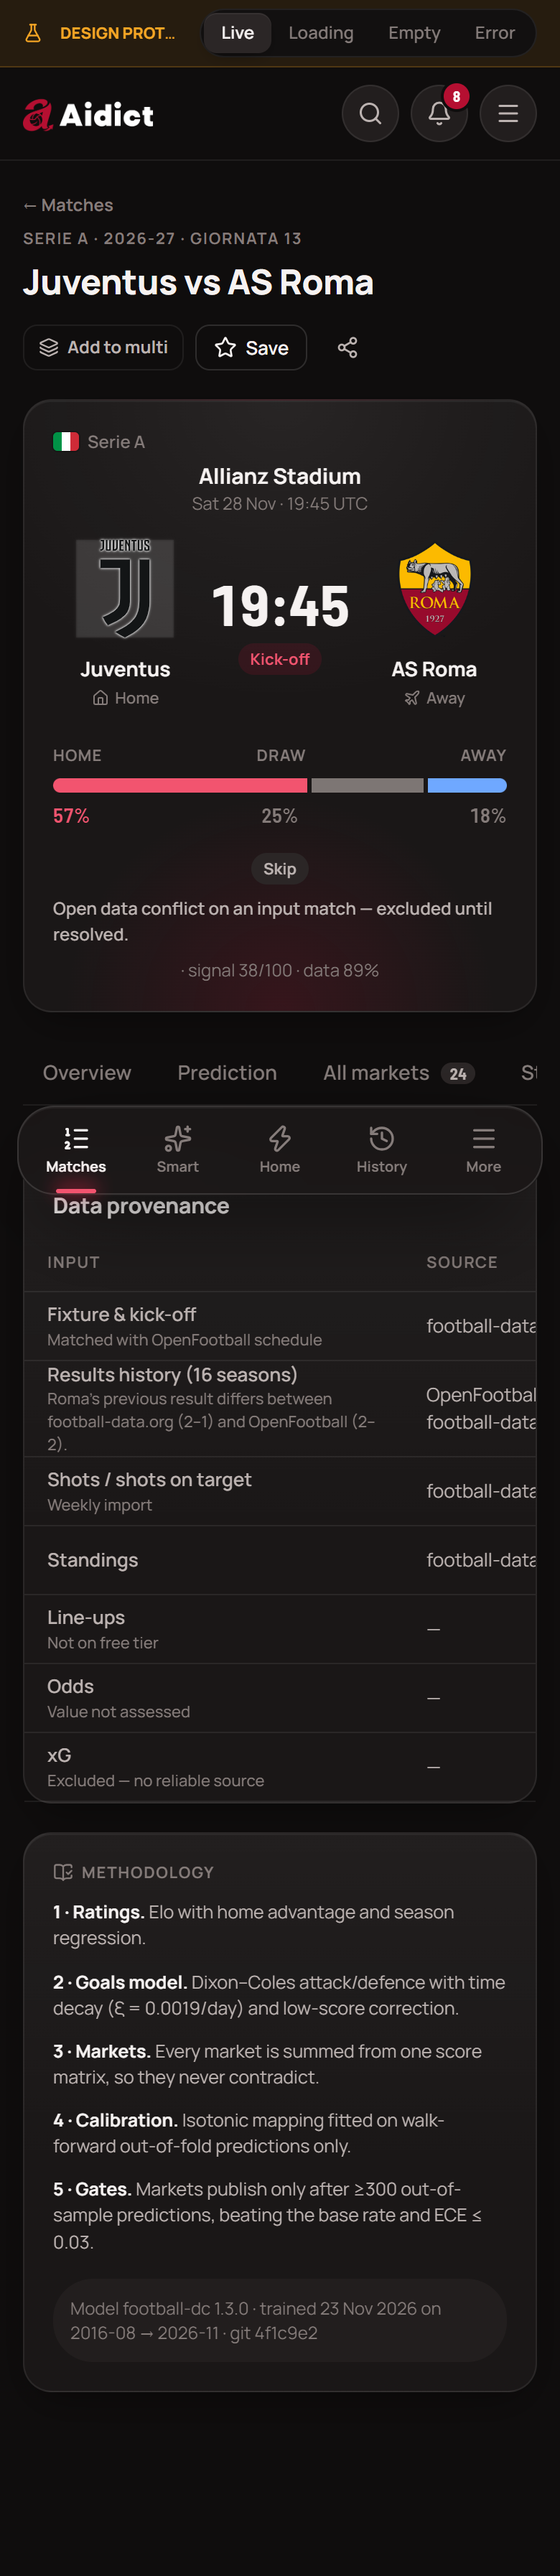 DESIGN PROT…
Live Loading Empty Error
Aidict
8
← Matches
SERIE A · 2026-27 · GIORNATA 13
Juventus vs AS Roma
Add to multi Save
Serie A
Allianz Stadium
Sat 28 Nov · 19:45 UTC
JUVENTUS
ROMA
1927
19:45
Kick-off
Juventus AS Roma
Home Away
HOME DRAW AWAY
57% 25% 18%
Skip
Open data conflict on an input match — excluded until
resolved.
· signal 38/100 · data 89%
Overview Prediction All markets 24
Matches Smart Home History More
Data provenance
INPUT SOURCE
Fixture & kick-off
Matched with OpenFootball schedule
football-data
Results history (16 seasons)
Roma's previous result differs between
football-data.org (2–1) and OpenFootball (2–
2).
OpenFootbal
football-data
Shots / shots on target
Weekly import
football-data
Standings
football-data
Line-ups
Not on free tier
—
Odds
Value not assessed
—
xG
Excluded — no reliable source
—
METHODOLOGY
1 · Ratings. Elo with home advantage and season
regression.
2 · Goals model. Dixon–Coles attack/defence with time
decay (ξ = 0.0019/day) and low-score correction.
3 · Markets. Every market is summed from one score
matrix, so they never contradict.
4 · Calibration. Isotonic mapping fitted on walk-
forward out-of-fold predictions only.
5 · Gates. Markets publish only after ≥300 out-of-
sample predictions, beating the base rate and ECE ≤
0.03.
Model football-dc 1.3.0 · trained 23 Nov 2026 on
2016-08 → 2026-11 · git 4f1c9e2